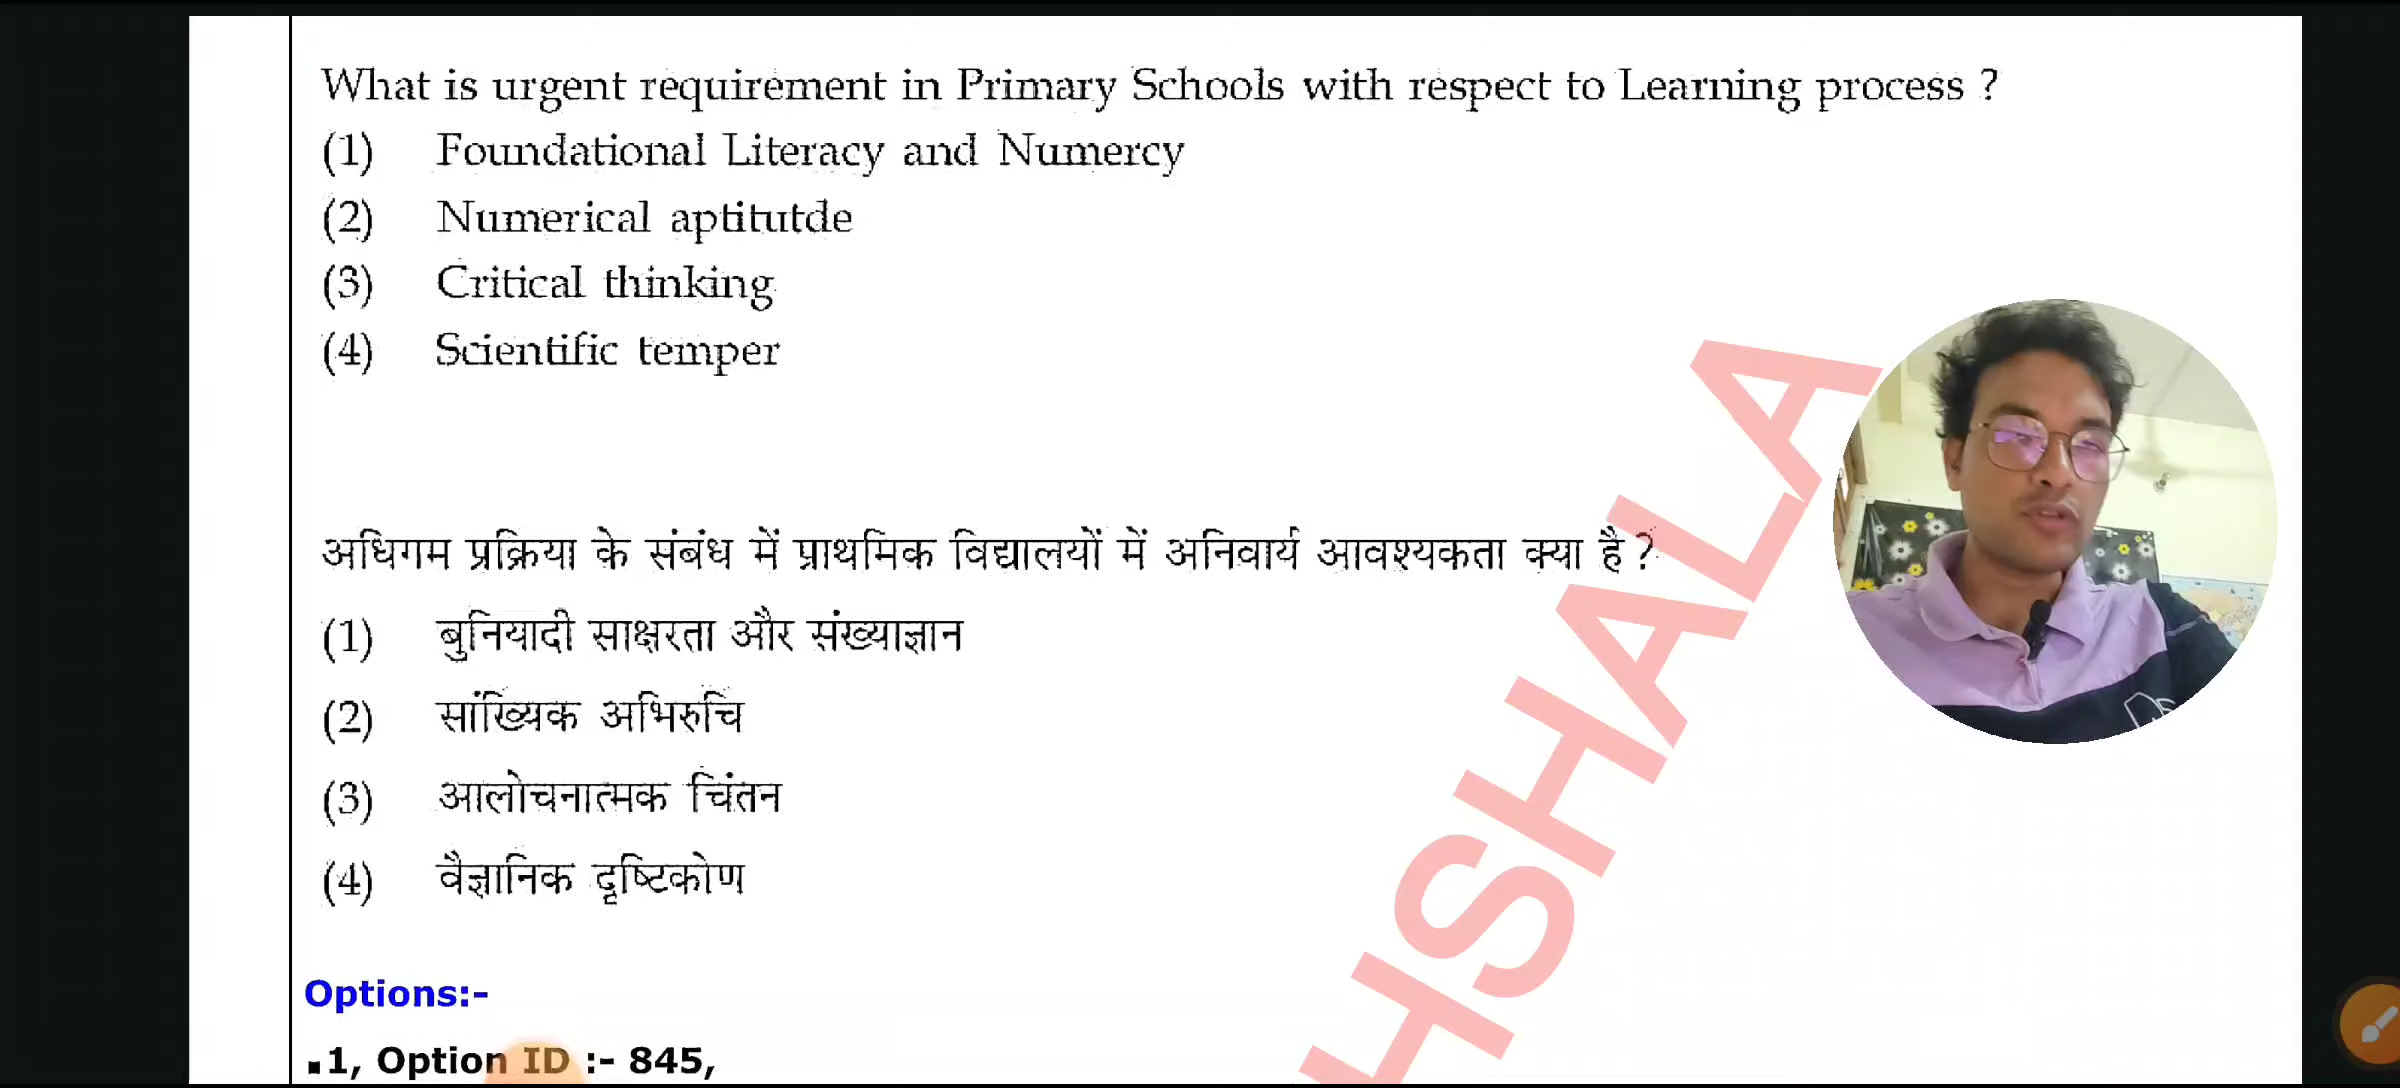 What is urgent requirement in Primary Schools with respect to Learning process ?
(1) Foundational Literacy and Numercy
(2) Numerical aptitutde
(3) Critical thinking
(4) Scientific temper
अधिगम प्रक्रिया के संबंध में प्राथमिक विद्यालयों में अनिवार्य आवश्यकता क्या है ?
(1) बुनियादी साक्षरता और संख्याज्ञान
(2) सांख्यिक अभिरुचि
(3) आलोचनात्मक चिंतन
(4) वैज्ञानिक दृष्टिकोण
HSHALA
Options:-
1, Option ID :- 845,